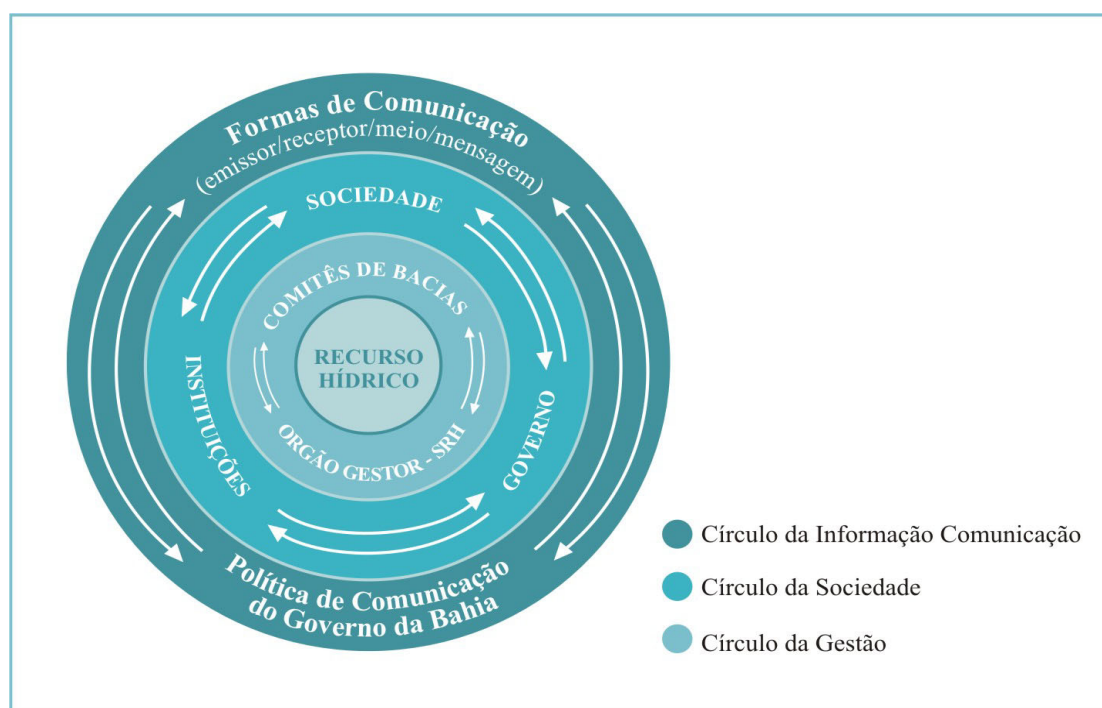 Formas de Comunicação
(emissor/receptor/meio/mensagem)
SOCIEDADE
COMITÊS DE BACIAS
RECURSO
HÍDRICO
ORGÃO GESTOR - SRH
INSTITUIÇÕES
GOVERNO
Política de Comunicação
do Governo da Bahia
Círculo da Informação Comunicação
Círculo da Sociedade
Círculo da Gestão